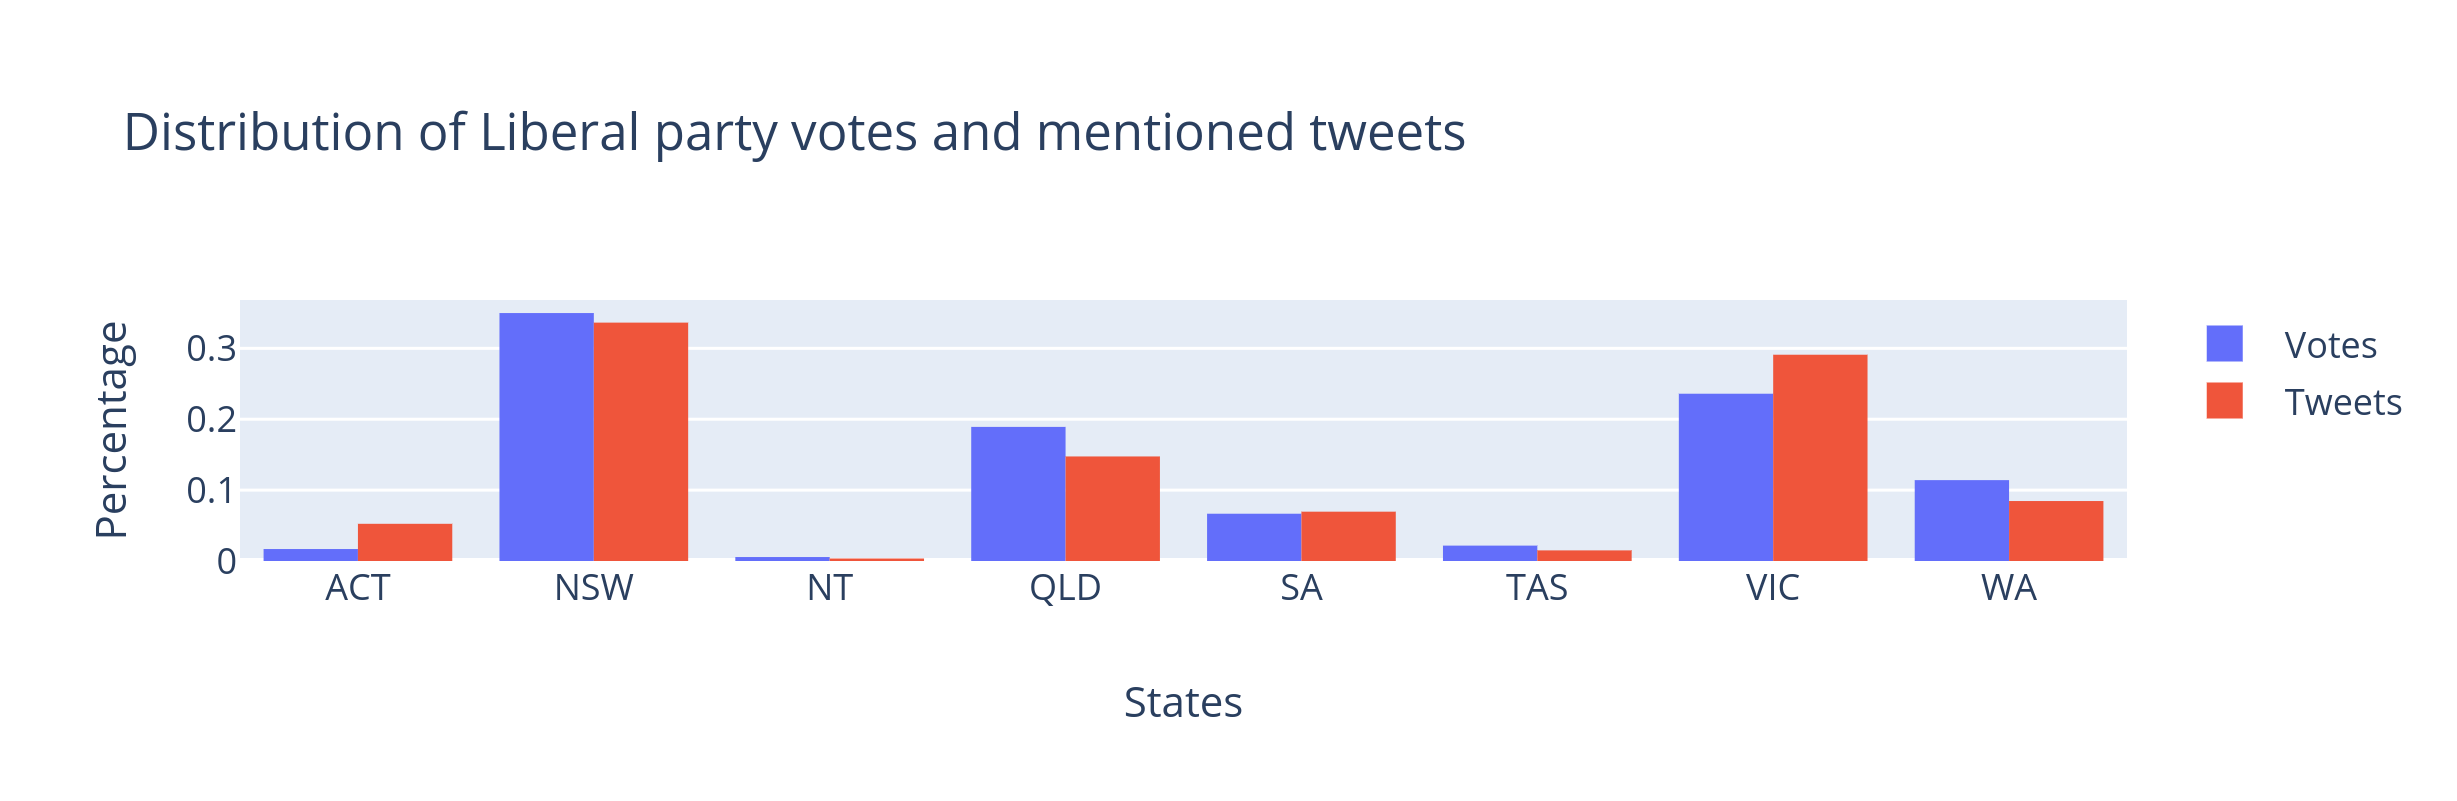 Distribution of Liberal party votes and mentioned tweets
Percentage
0.3
0.2
0.1
0
ACT NSW NT QLD SA TAS VIC WA
States
Votes
Tweets